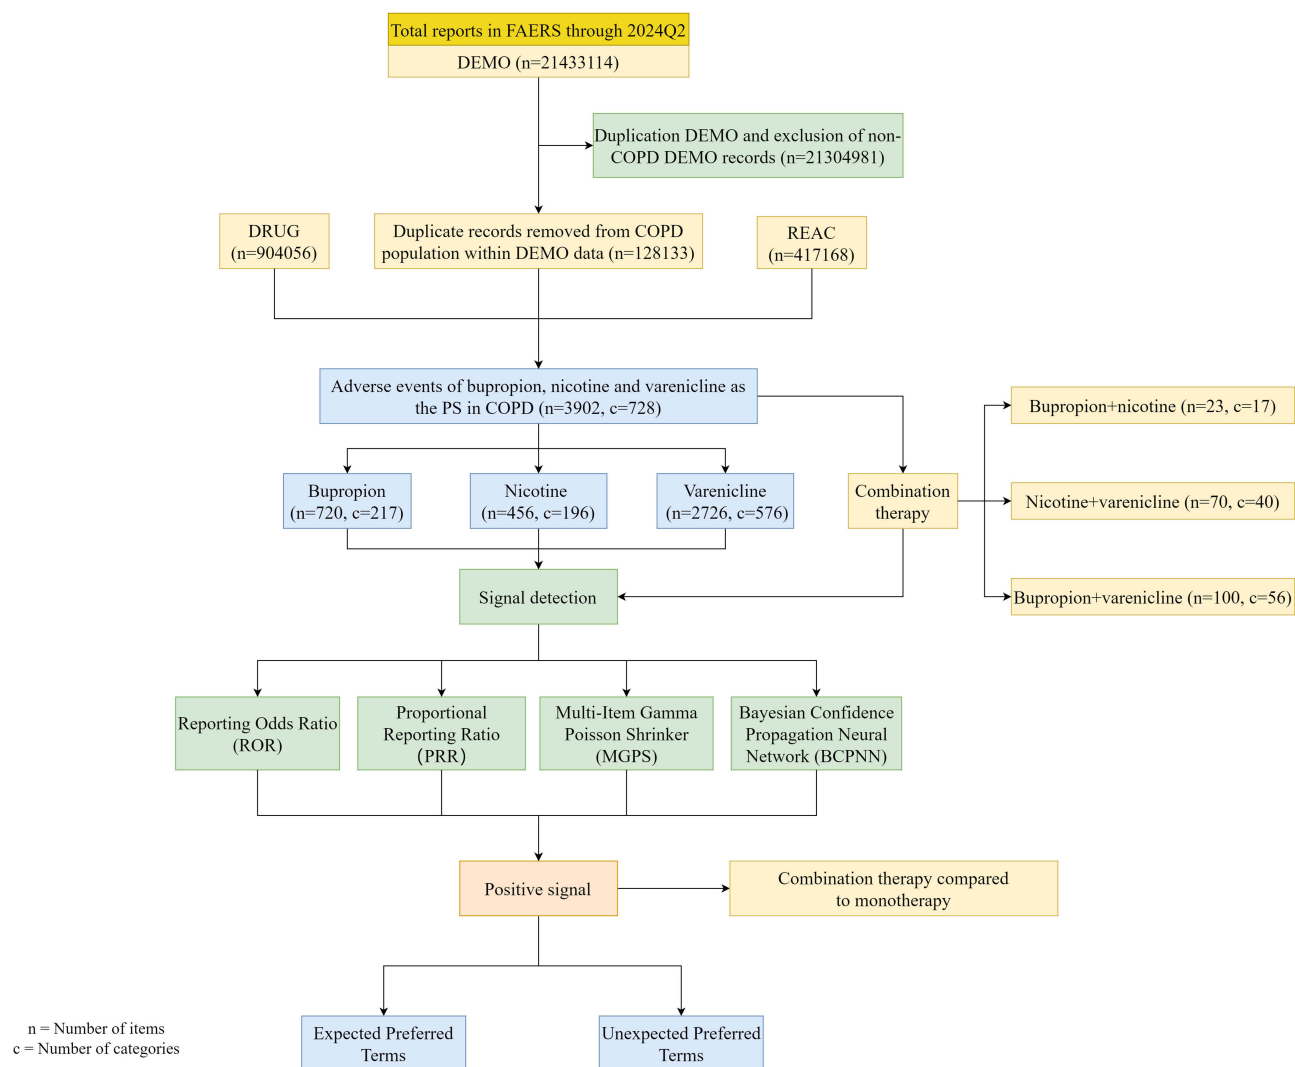 Total reports in FAERS through 2024Q2
DEMO (n=21433114)
Duplication DEMO and exclusion of non-
COPD DEMO records (n=21304981)
DRUG
(n=904056)
Duplicate records removed from COPD
population within DEMO data (n=128133)
REAC
(n=417168)
Adverse events of bupropion, nicotine and varenicline as
the PS in COPD (n=3902, c=728)
Bupropion
(n=720, c=217)
Nicotine
(n=456, c=196)
Varenicline
(n=2726, c=576)
Combination
therapy
Bupropion+nicotine (n=23, c=17)
Nicotine+varenicline (n=70, c=40)
Bupropion+varenicline (n=100, c=56)
Signal detection
Reporting Odds Ratio
(ROR)
Proportional
Reporting Ratio
(PRR)
Multi-Item Gamma
Poisson Shrinker
(MGPS)
Bayesian Confidence
Propagation Neural
Network (BCPNN)
Positive signal
Combination therapy compared
to monotherapy
Expected Preferred
Terms
Unexpected Preferred
Terms
n = Number of items
c = Number of categories